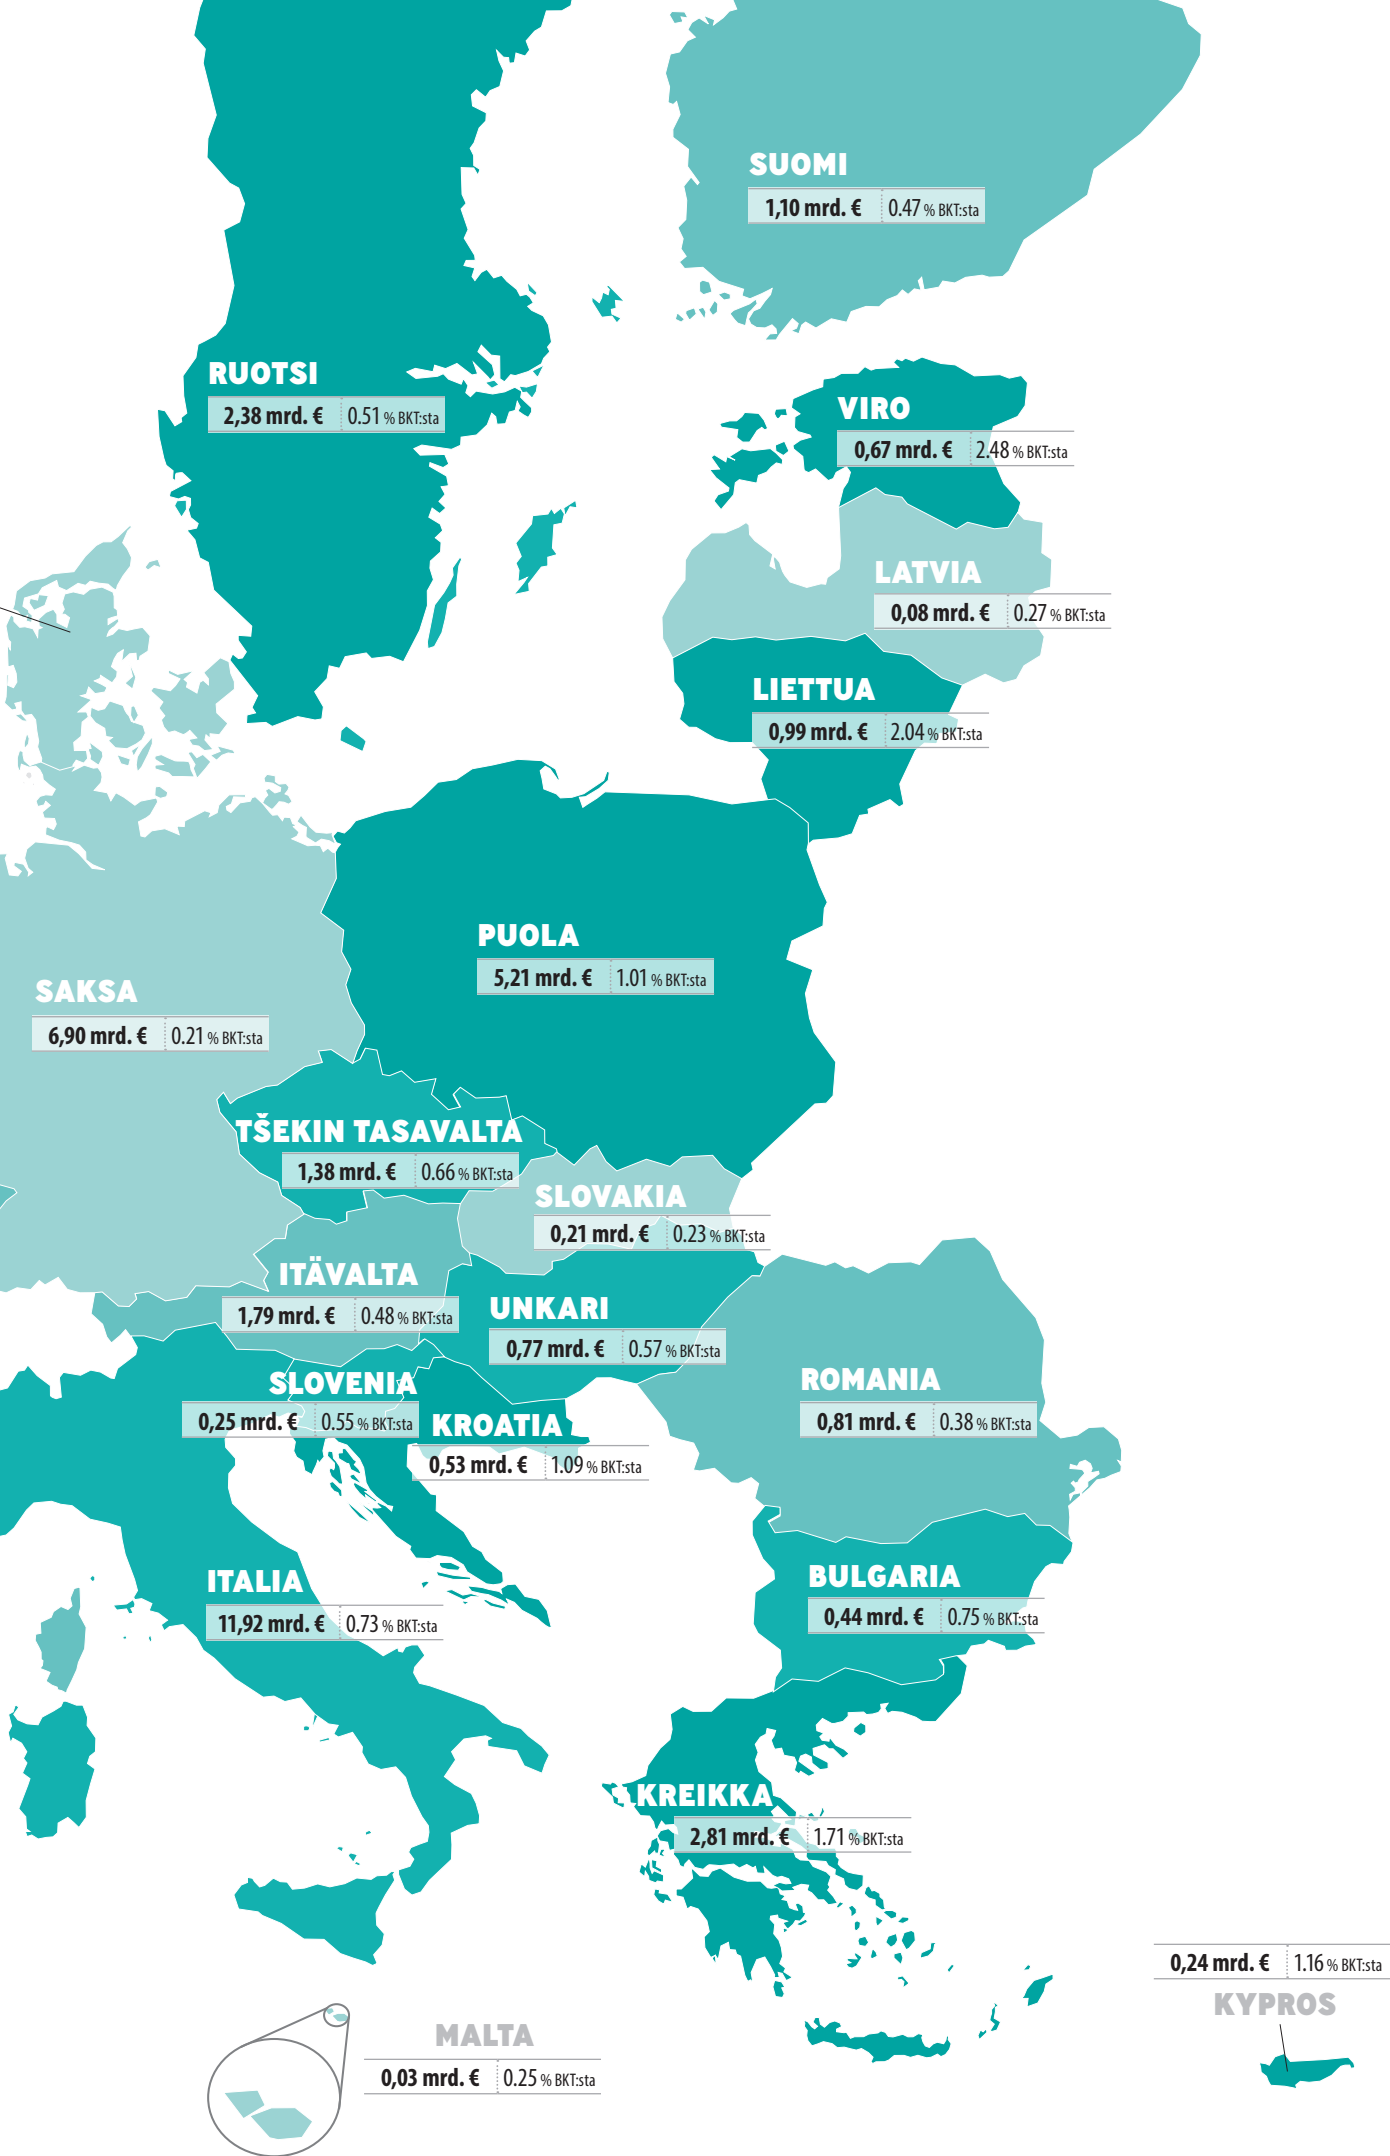 SUOMI
1,10 mrd. € 0.47 % BKT:sta
RUOTSI
2,38 mrd. € 0.51 % BKT:sta
VIRO
0,67 mrd. € 2.48 % BKT:sta
LATVIA
0,08 mrd. € 0.27 % BKT:sta
LIETTUA
0,99 mrd. € 2.04 % BKT:sta
PUOLA
5,21 mrd. € 1.01 % BKT:sta
SAKSA
6,90 mrd. € 0.21 % BKT:sta
TŠEKIN TASAVALTA
1,38 mrd. € 0.66 % BKT:sta
SLOVAKIA
0,21 mrd. € 0.23 % BKT:sta
ITÄVALTA
1,79 mrd. € 0.48 % BKT:sta
UNKARI
0,77 mrd. € 0.57 % BKT:sta
SLOVENIA
0,25 mrd. € 0.55 % BKT:sta
ROMANIA
0,81 mrd. € 0.38 % BKT:sta
KROATIA
0,53 mrd. € 1.09 % BKT:sta
ITALIA
11,92 mrd. € 0.73 % BKT:sta
BULGARIA
0,44 mrd. € 0.75 % BKT:sta
KREIKKA
2,81 mrd. € 1.71 % BKT:sta
0,24 mrd. € 1.16 % BKT:sta
KYPROS
MALTA
0,03 mrd. € 0.25 % BKT:sta